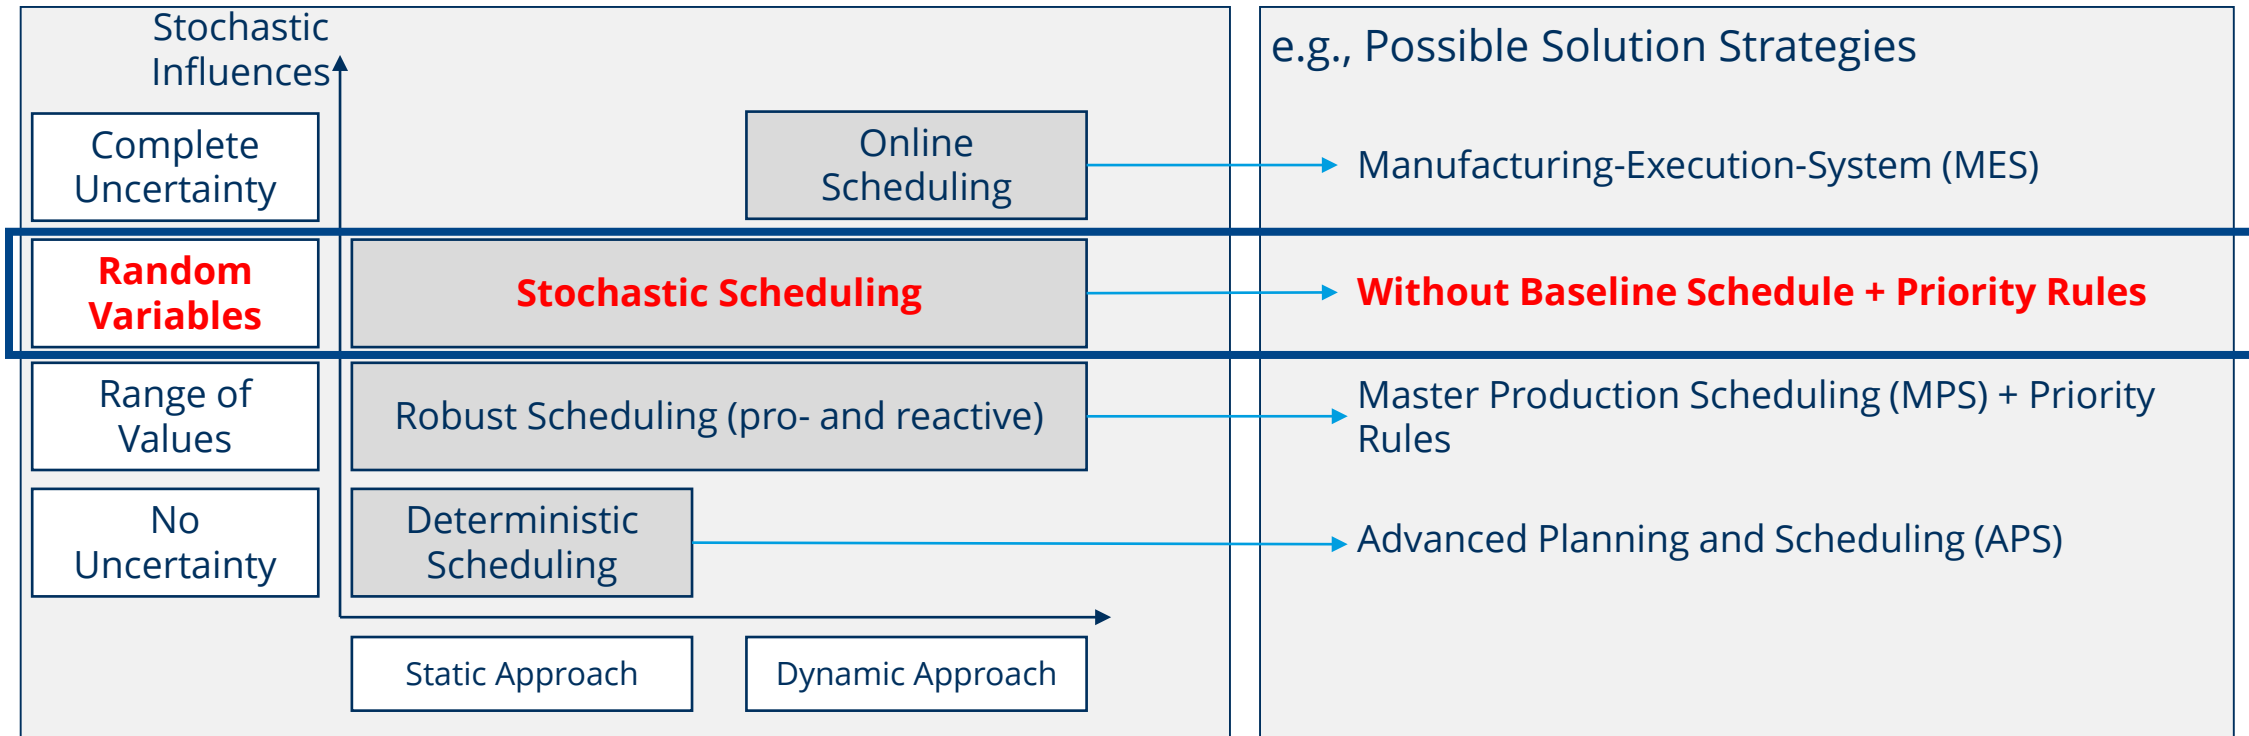 Stochastic
Influences
e.g., Possible Solution Strategies
Complete
Uncertainty
Online
Scheduling
Manufacturing-Execution-System (MES)
Random
Variables
Stochastic Scheduling
Without Baseline Schedule + Priority Rules
Range of
Values
Robust Scheduling (pro- and reactive)
Master Production Scheduling (MPS) + Priority
Rules
No
Uncertainty
Deterministic
Scheduling
Advanced Planning and Scheduling (APS)
Static Approach
Dynamic Approach